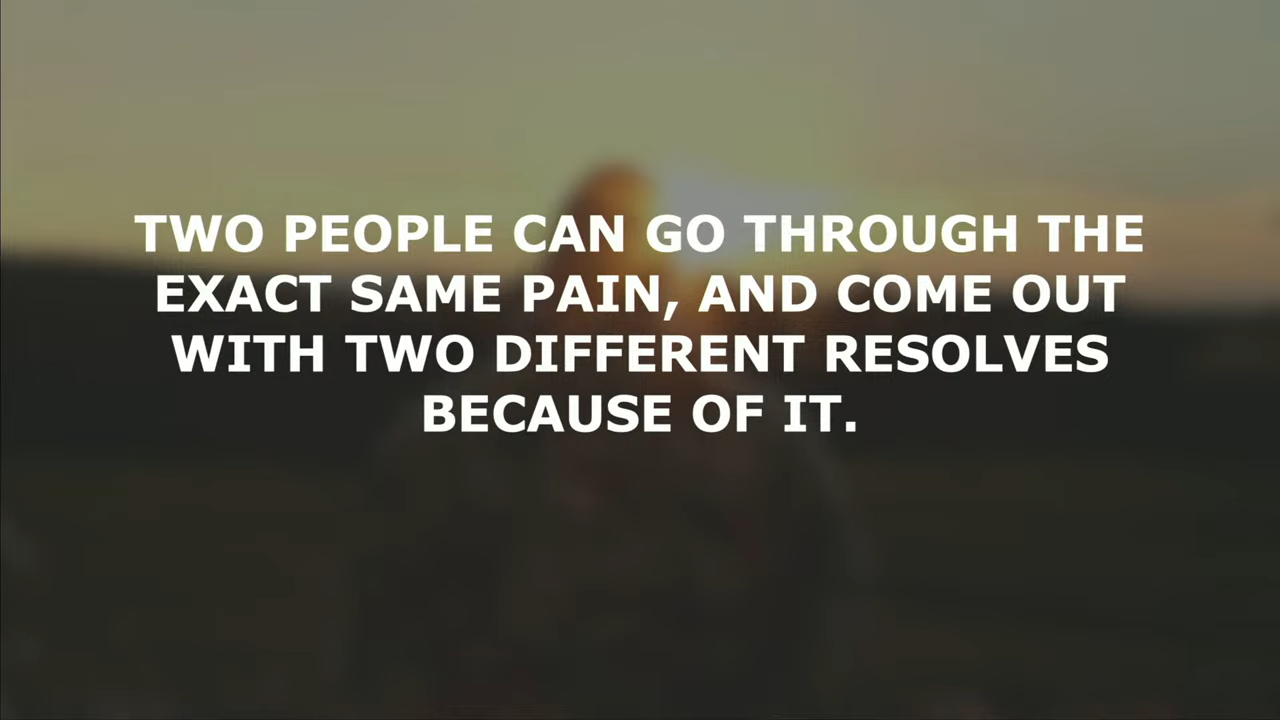 TWO PEOPLE CAN GO THROUGH THE
EXACT SAME PAIN, AND COME OUT
WITH TWO DIFFERENT RESOLVES
BECAUSE OF IT.